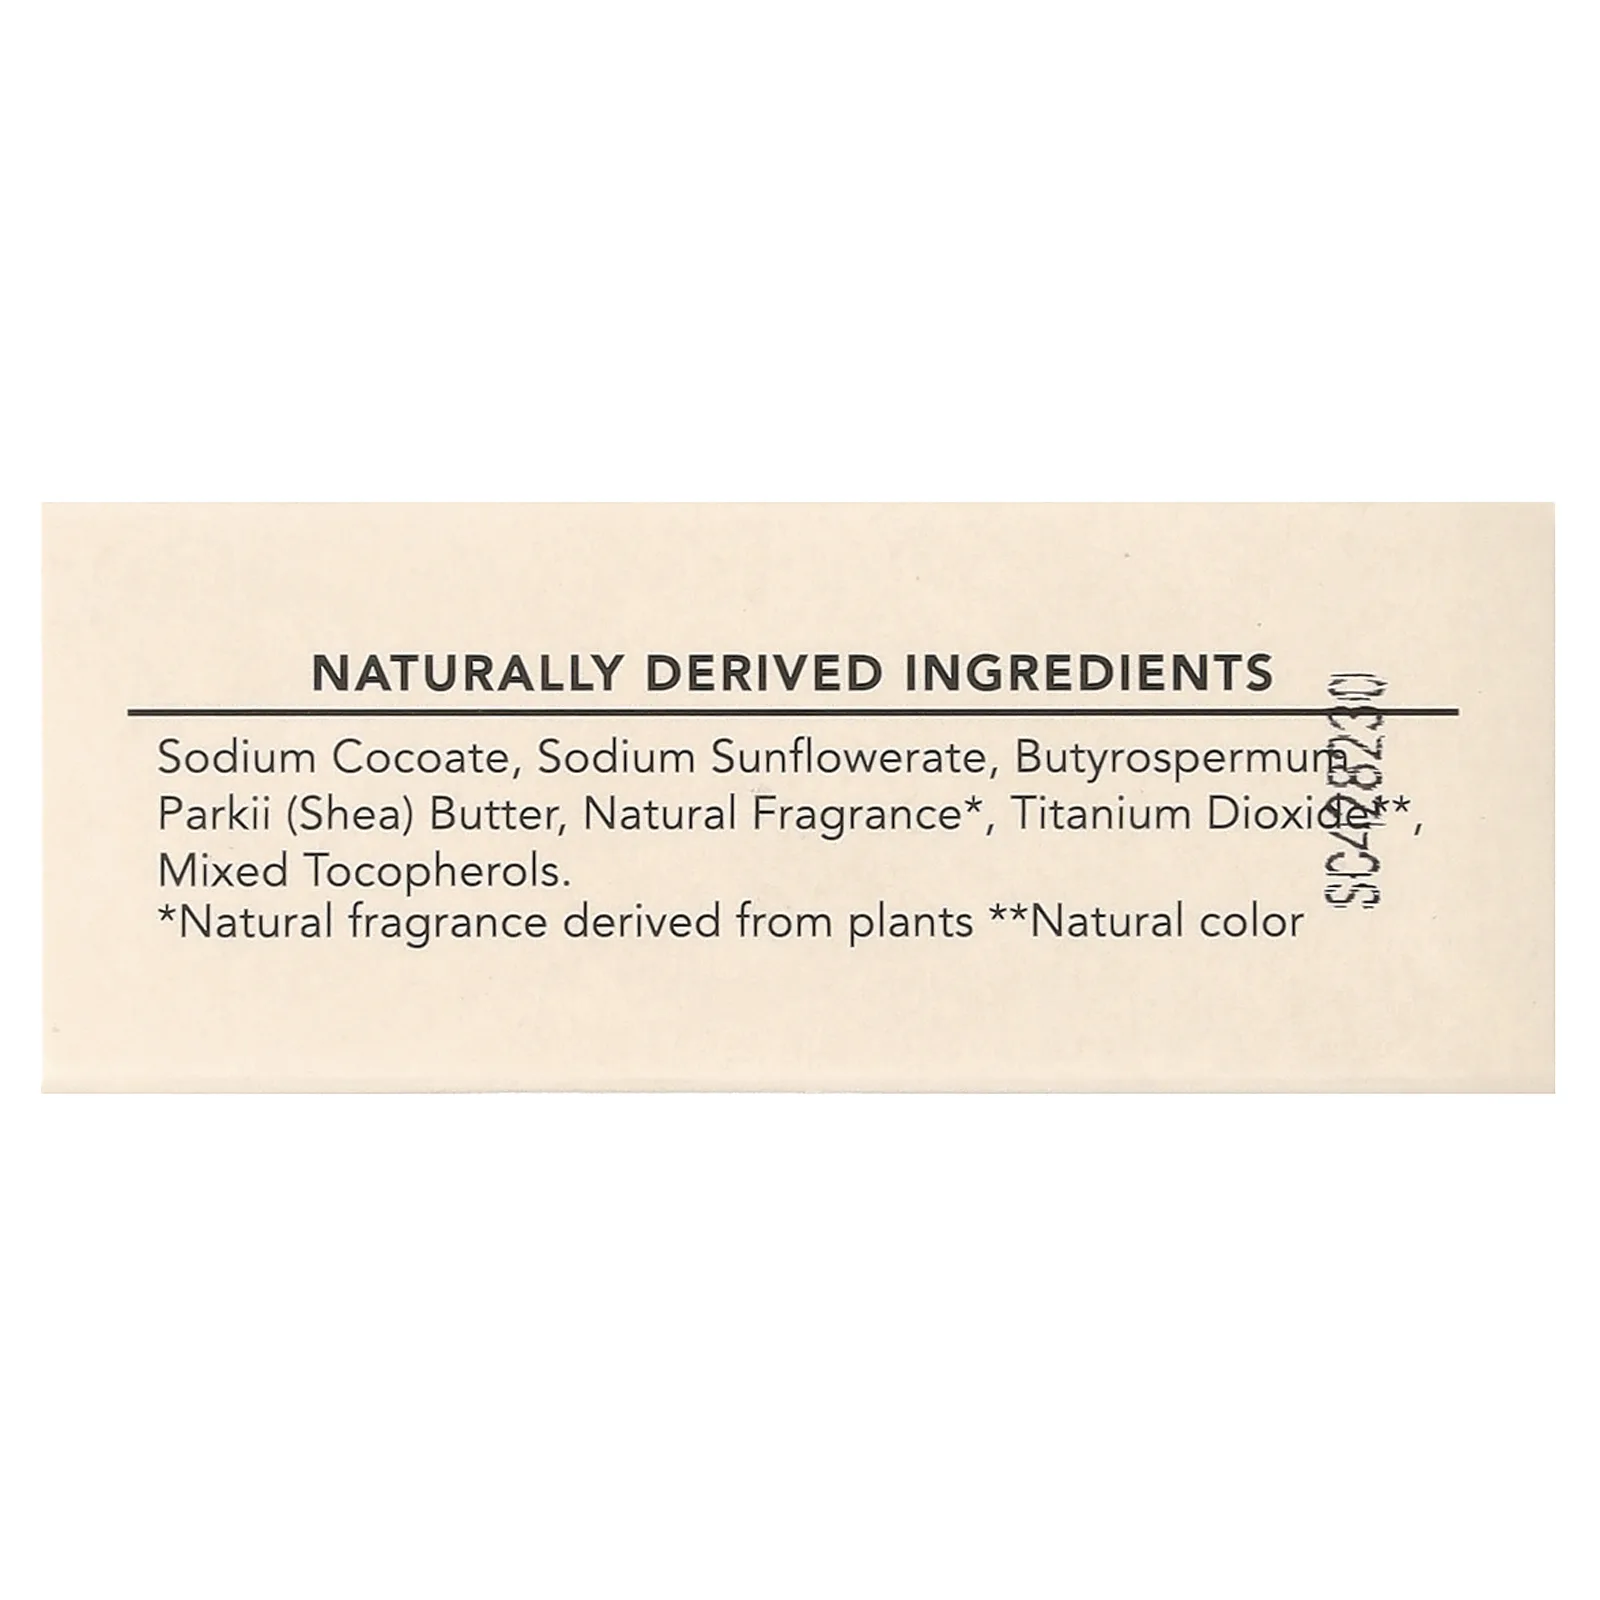 NATURALLY DERIVED INGREDIENTS
Sodium Cocoate, Sodium Sunflowerate, Butyrospermum
Parkii (Shea) Butter, Natural Fragrance*, Titanium Dioxide**,
Mixed Tocopherols.
*Natural fragrance derived from plants **Natural color